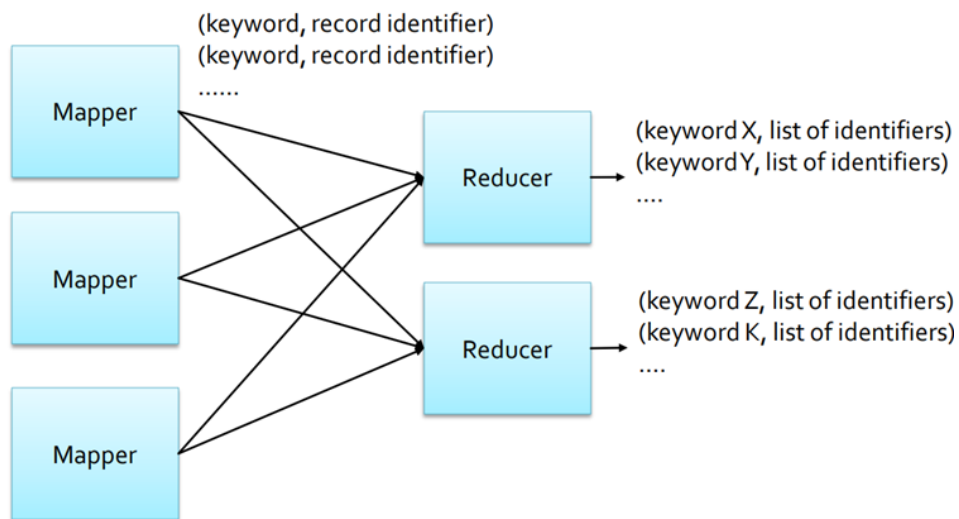 (keyword, record identifier)
(keyword, record identifier)
......
Mapper
Mapper
Mapper
Reducer
Reducer
(keyword X, list of identifiers)
(keyword Y, list of identifiers)
....
(keyword Z, list of identifiers)
(keyword K, list of identifiers)
....